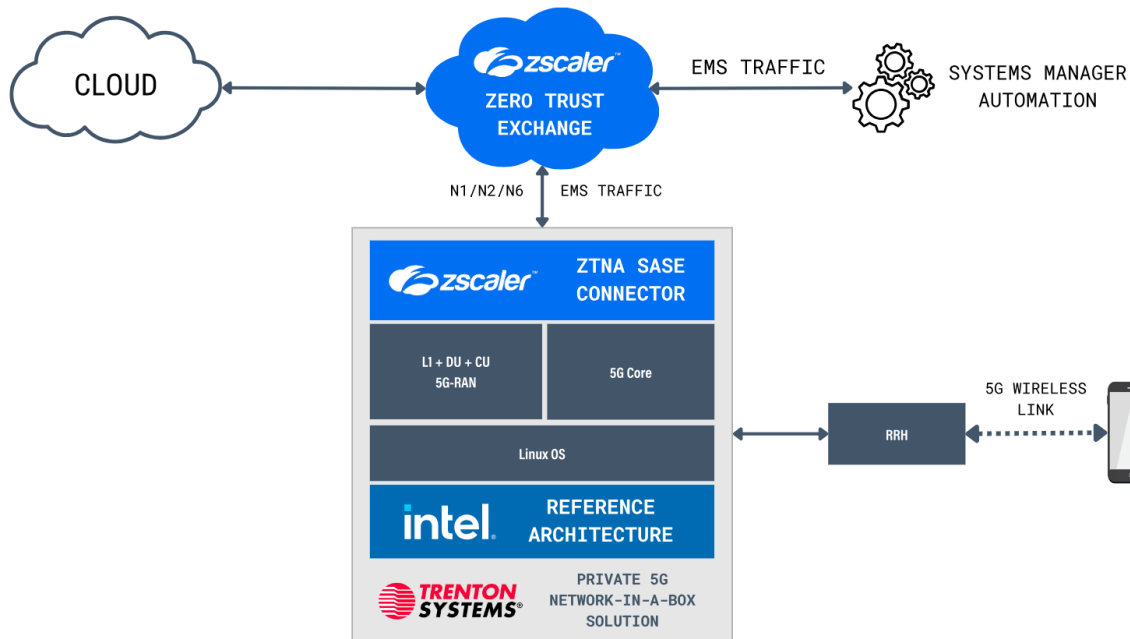 CLOUD
zscaler™
ZERO TRUST
EXCHANGE
EMS TRAFFIC
SYSTEMS MANAGER
AUTOMATION
N1/N2/N6
EMS TRAFFIC
zscaler™
ZTNA SASE
CONNECTOR
L1 + DU + CU
5G-RAN
5G Core
Linux OS
intel.
REFERENCE
ARCHITECTURE
TRENTON
SYSTEMS®
PRIVATE 5G
NETWORK-IN-A-BOX
SOLUTION
RRH
5G WIRELESS
LINK